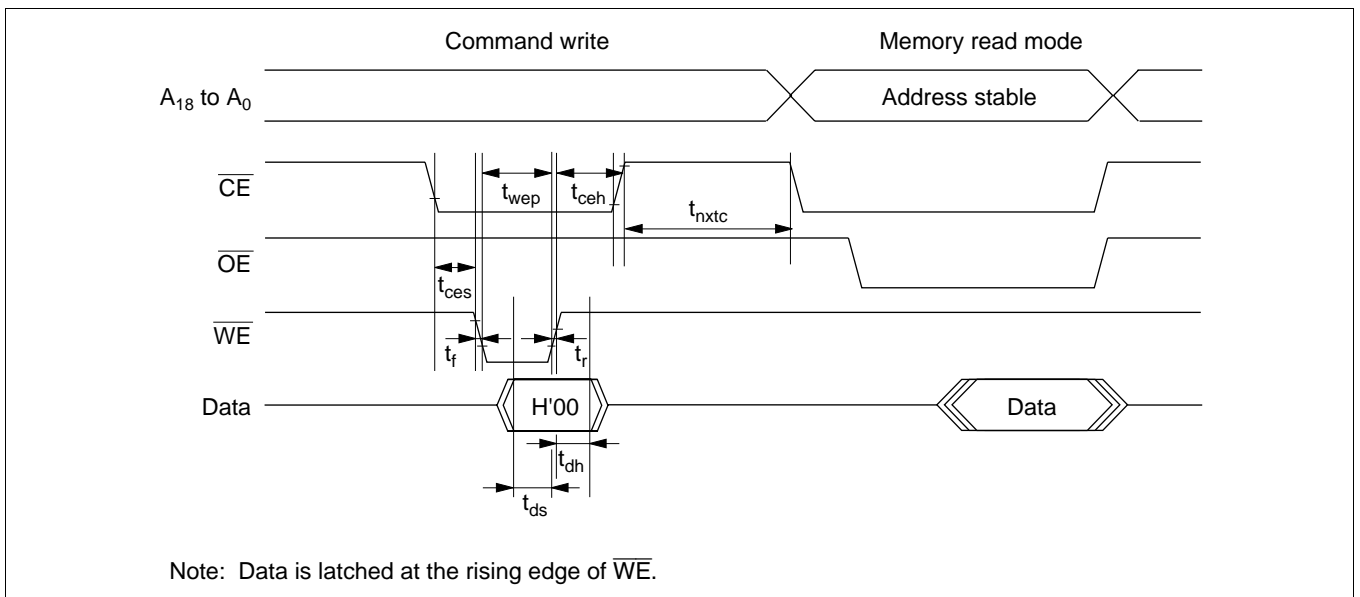 Command write Memory read mode
A18 to A0 Address stable
CE
twep tceh
tnxtc
OE
tces
WE
tf tr
Data H'00 Data
tdh
tds
Note: Data is latched at the rising edge of WE.